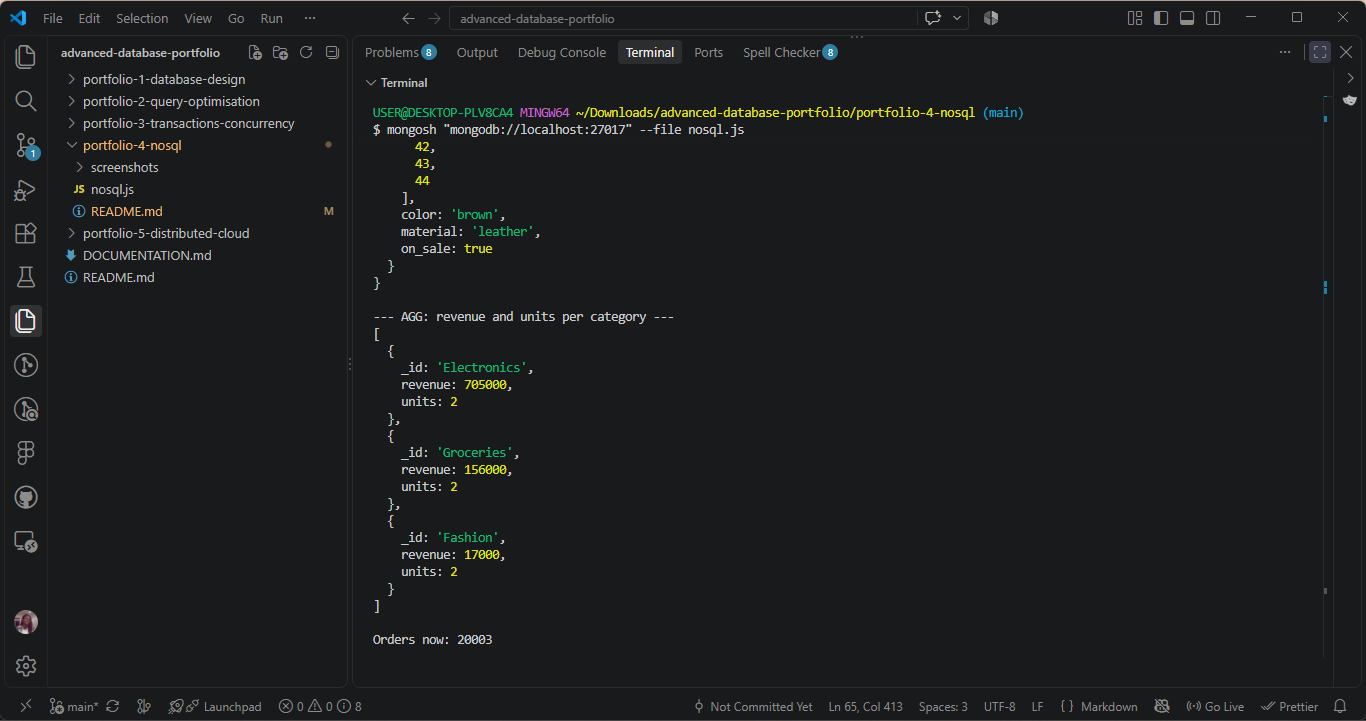 File Edit Selection View Go Run ··· advanced-database-portfolio
advanced-database-portfolio
portfolio-1-database-design
portfolio-2-query-optimisation
portfolio-3-transactions-concurrency
portfolio-4-nosql
screenshots
JS nosql.js
README.md M
portfolio-5-distributed-cloud
DOCUMENTATION.md
README.md
1
Problems 8 Output Debug Console Terminal Ports Spell Checker 8
Terminal
USER@DESKTOP-PLV8CA4 MINGW64 ~/Downloads/advanced-database-portfolio/portfolio-4-nosql (main)
$ mongosh "mongodb://localhost:27017" --file nosql.js
42,
43,
44
],
color: 'brown',
material: 'leather',
on_sale: true
}
}
--- AGG: revenue and units per category ---
[
{
_id: 'Electronics',
revenue: 705000,
units: 2
},
{
_id: 'Groceries',
revenue: 156000,
units: 2
},
{
_id: 'Fashion',
revenue: 17000,
units: 2
}
]
Orders now: 20003
main* Launchpad 0 0 8 Not Committed Yet Ln 65, Col 413 Spaces: 3 UTF-8 LF { } Markdown Go Live Prettier